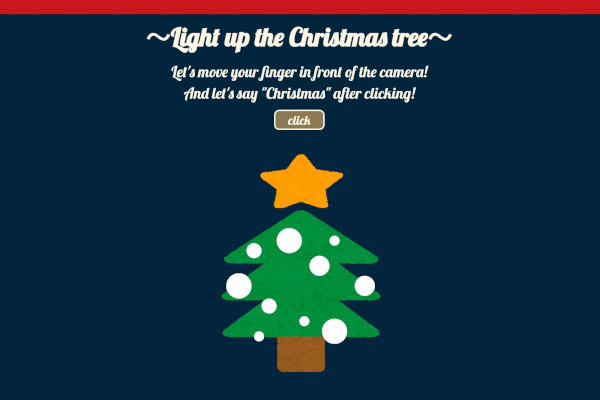 〜Light up the Christmas tree〜
Let's move your finger in front of the camera!
And let's say "Christmas" after clicking!
click